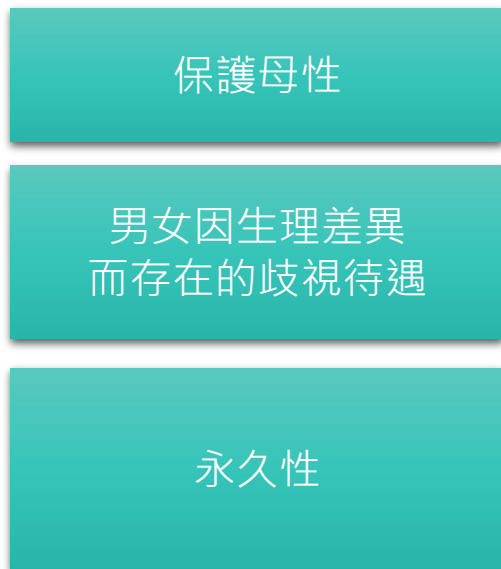 保護母性
男女因生理差異
而存在的歧視待遇
永久性